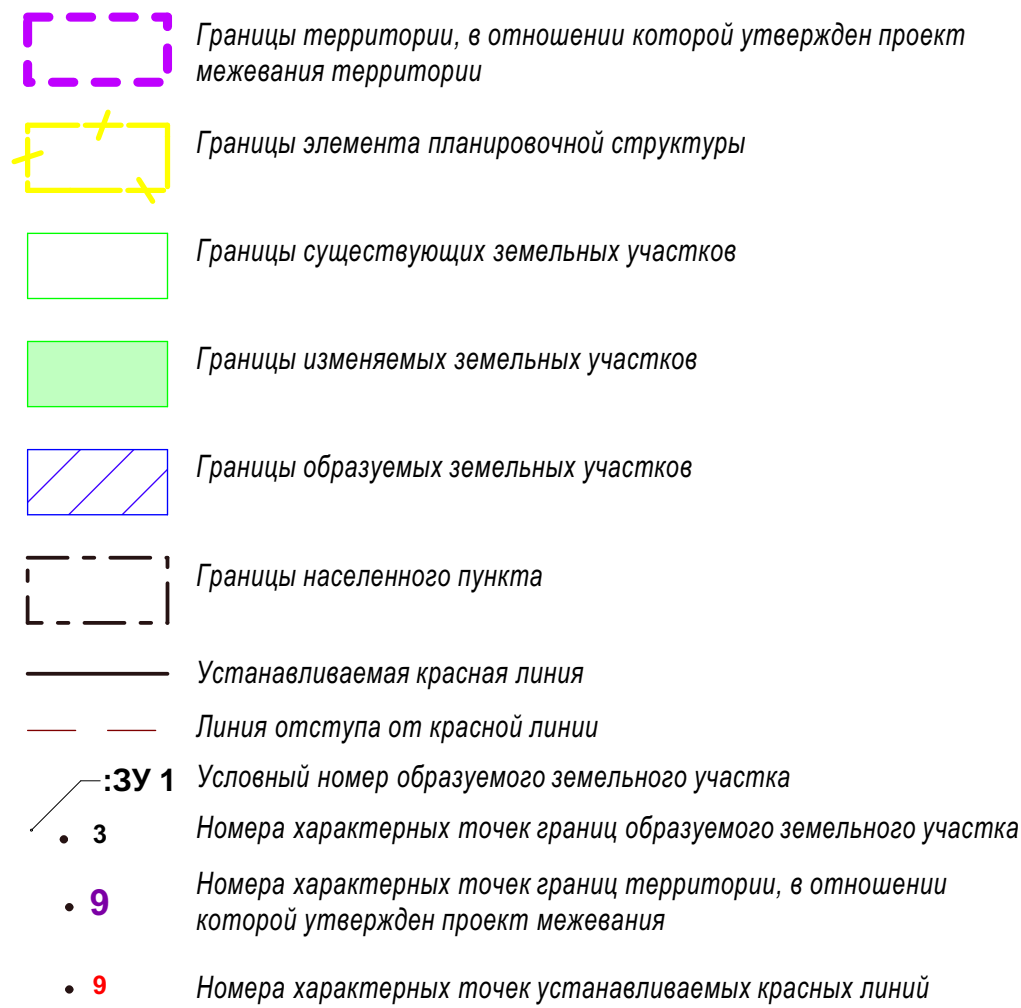 Границы территории, в отношении которой утвержден проект
межевания территории
Границы элемента планировочной структуры
Границы существующих земельных участков
Границы изменяемых земельных участков
Границы образуемых земельных участков
Границы населенного пункта
Устанавливаемая красная линия
Линия отступа от красной линии
:ЗУ 1 Условный номер образуемого земельного участка
3 Номера характерных точек границ образуемого земельного участка
Номера характерных точек границ территории, в отношении
9 которой утвержден проект межевания
9 Номера характерных точек устанавливаемых красных линий